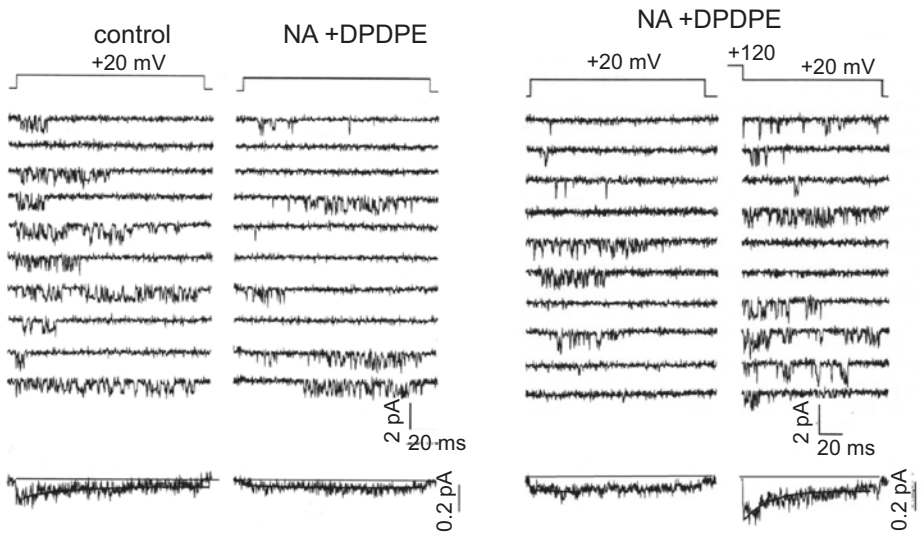 control
+20 mV
NA +DPDPE
NA +DPDPE
+20 mV
+120
+20 mV
2 pA
20 ms
2 pA
20 ms
0.2 pA
0.2 pA